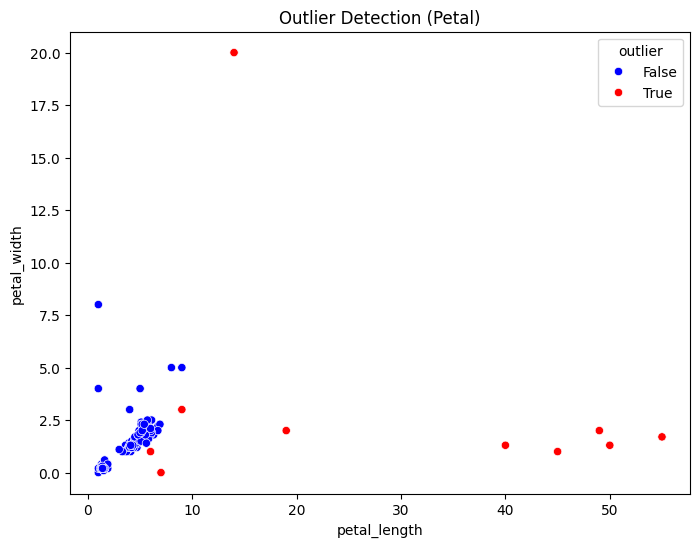 Outlier Detection (Petal)
outlier
False
True
20.0
17.5
15.0
12.5
10.0
7.5
5.0
2.5
0.0
petal_width
0 10 20 30 40 50
petal_length